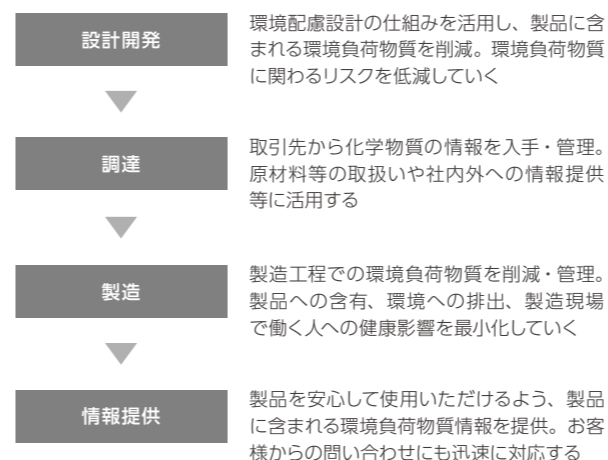 設計開発
環境配慮設計の仕組みを活用し、製品に含
まれる環境負荷物質を削減。環境負荷物質
に関わるリスクを低減していく
調達
取引先から化学物質の情報を入手・管理。
原材料等の取扱いや社内外への情報提供
等に活用する
製造
製造工程での環境負荷物質を削減・管理。
製品への含有、環境への排出、製造現場
で働く人への健康影響を最小化していく
情報提供
製品を安心して使用いただけるよう、製品
に含まれる環境負荷物質情報を提供。お客
様からの問い合わせにも迅速に対応する